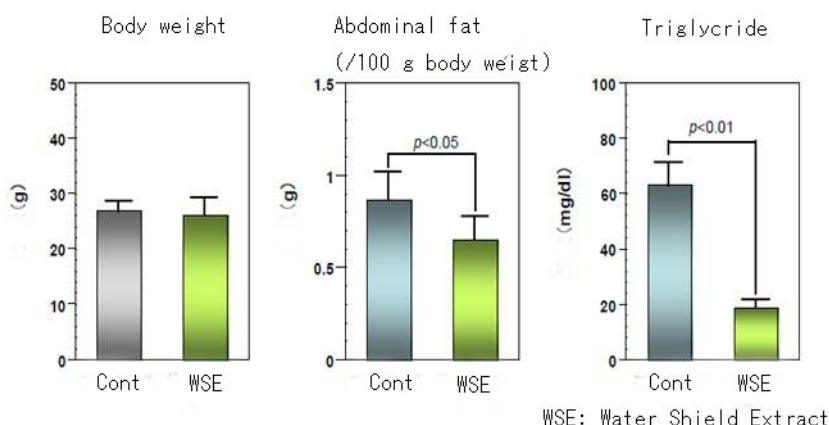 Body weight
Abdominal fat
(/100 g body weigt)
Triglycride
50
40
30
20
10
0
(g)
Cont
WSE
1.5
1
0.5
0
(g)
p<0.05
Cont
WSE
100
80
60
40
20
0
(mg/dl)
p<0.01
Cont
WSE
WSE: Water Shield Extract